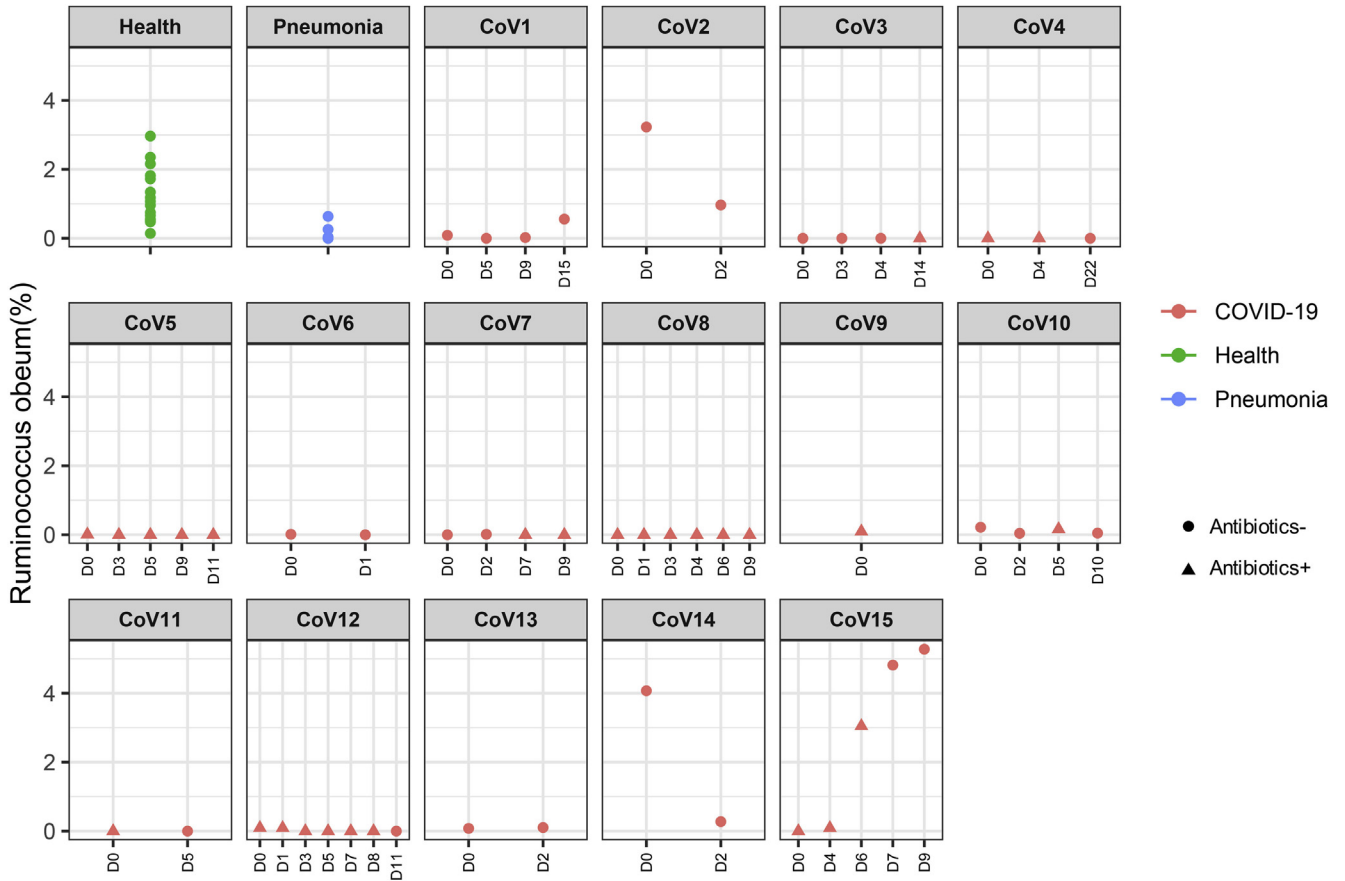 Health Pneumonia CoV1 CoV2 CoV3 CoV4
4
2
0
D0 D5 D9 D15 D0 D2 D0 D3 D4 D14 D0 D4 D22
Ruminococcus obeum(%)
CoV5 CoV6 CoV7 CoV8 CoV9 CoV10
4
2
0
D0 D3 D5 D9 D11 D0 D1 D0 D2 D7 D9 D0 D1 D3 D4 D6 D9 D0 D0 D2 D5 D10
CoV11 CoV12 CoV13 CoV14 CoV15
4
2
0
D0 D5 D0 D1 D3 D5 D7 D8 D11 D0 D2 D0 D2 D0 D4 D6 D7 D9
COVID-19
Health
Pneumonia
Antibiotics-
Antibiotics+